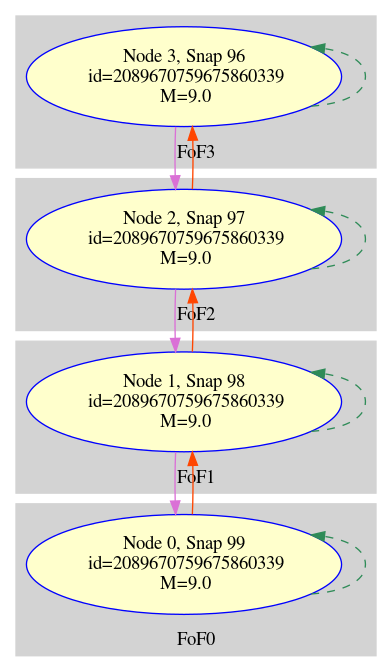 Node 3, Snap 96
id=2089670759675860339
M=9.0
FoF3
Node 2, Snap 97
id=2089670759675860339
M=9.0
FoF2
Node 1, Snap 98
id=2089670759675860339
M=9.0
FoF1
Node 0, Snap 99
id=2089670759675860339
M=9.0
FoF0